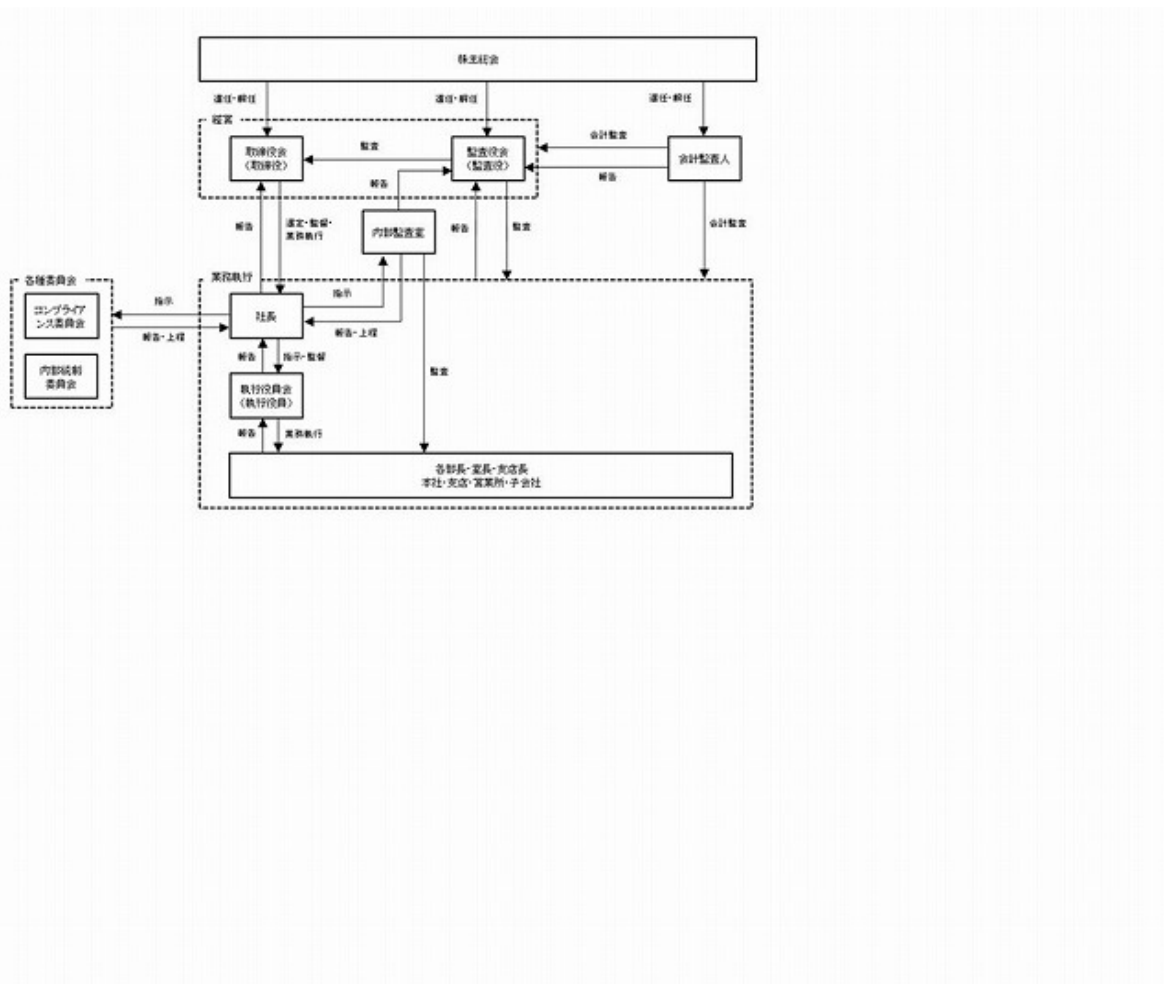 株主総会
選任・解任
選任・解任
選任・解任
経営
取締役会
（取締役）
監査
監査役会
（監査役）
会計監査
会計監査人
報告
報告
報告
選定・監督・
業務執行
内部監査室
報告
監査
会計監査
各種委員会
業務執行
コンプライア
ンス委員会
指示
社長
指示
報告・上程
報告・上程
内部統制
委員会
報告
指示・監督
監査
執行役員会
（執行役員）
報告
業務執行
各部長・室長・支店長
本社・支店・営業所・子会社